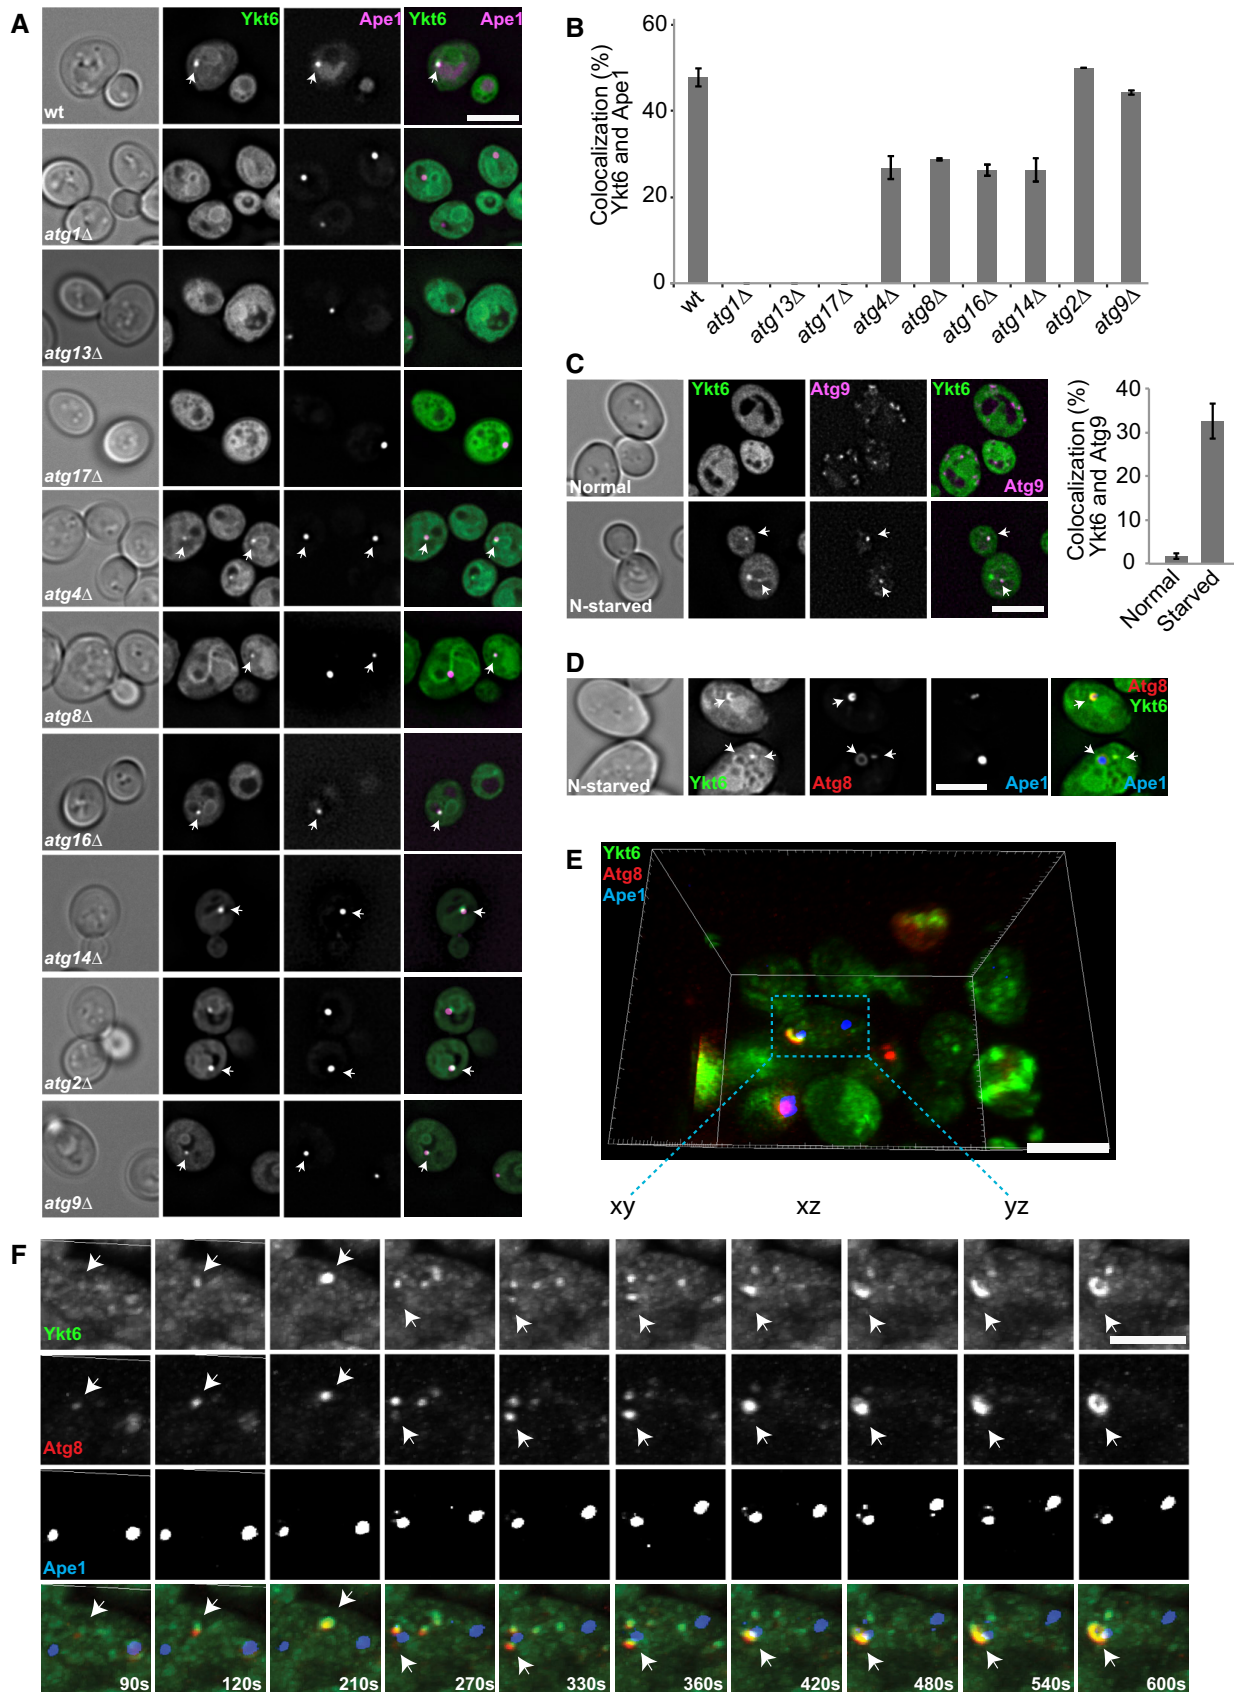 A
Ykt6
Ape1
Ykt6
Ape1
wt
atg1Δ
atg13Δ
atg17Δ
atg4Δ
atg8Δ
atg16Δ
atg14Δ
atg2Δ
atg9Δ
B
Colocalization (%)
Ykt6 and Ape1
60
40
20
0
wt
atg1Δ
atg13Δ
atg17Δ
atg4Δ
atg8Δ
atg16Δ
atg14Δ
atg2Δ
atg9Δ
C
Ykt6
Atg9
Ykt6
Normal
Atg9
N-starved
Colocalization (%)
Ykt6 and Atg9
40
30
20
10
0
Normal
Starved
D
Atg8
Ykt6
N-starved
Ykt6
Atg8
Ape1
Ape1
E
Ykt6
Atg8
Ape1
xy
xz
yz
F
Ykt6
Atg8
Ape1
90s
120s
210s
270s
330s
360s
420s
480s
540s
600s